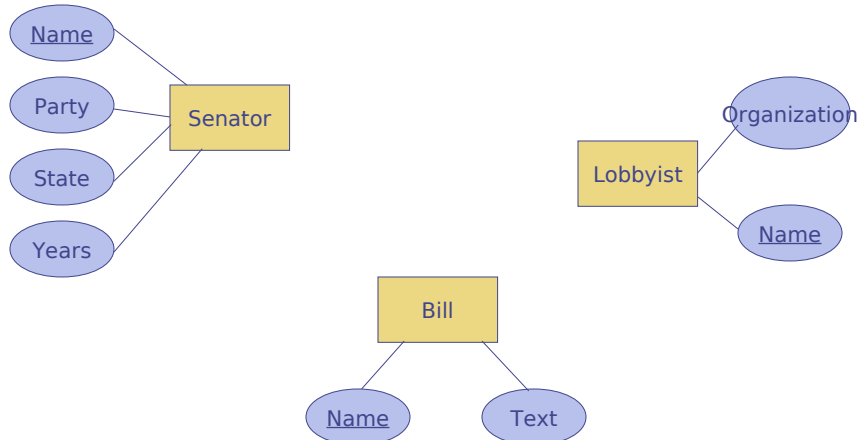 Name
Party
State
Years
Senator
Organization
Lobbyist
Name
Bill
Name
Text